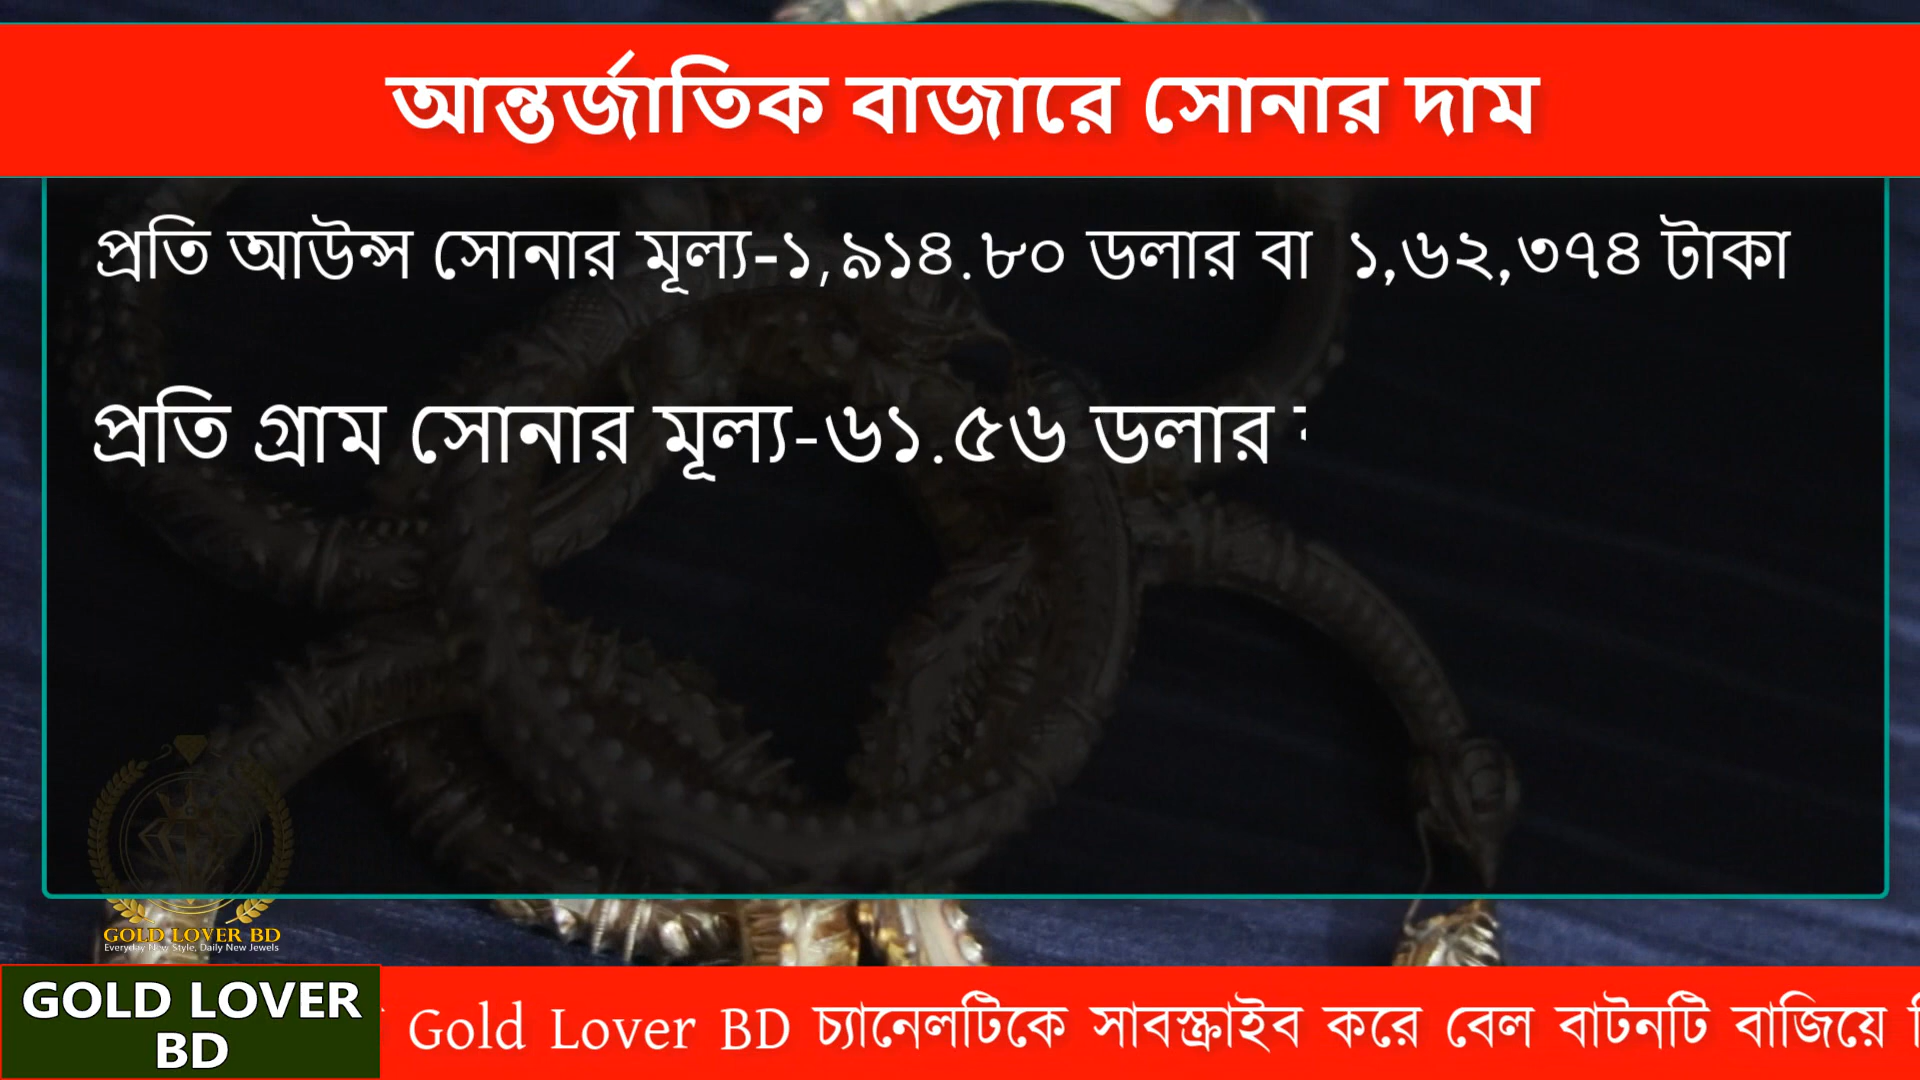 আন্তর্জাতিক বাজারে সোনার দাম
প্রতি আউন্স সোনার মূল্য-১,৯১৪.৮০ ডলার বা ১,৬২,৩৭৪ টাকা
প্রতি গ্রাম সোনার মূল্য-৬১.৫৬ ডলার
GOLD LOVER BD
Everyday New Style, Daily New Jewels
GOLD LOVER
BD
Gold Lover BD চ্যানেলটিকে সাবস্ক্রাইব করে বেল বাটনটি বাজিয়ে